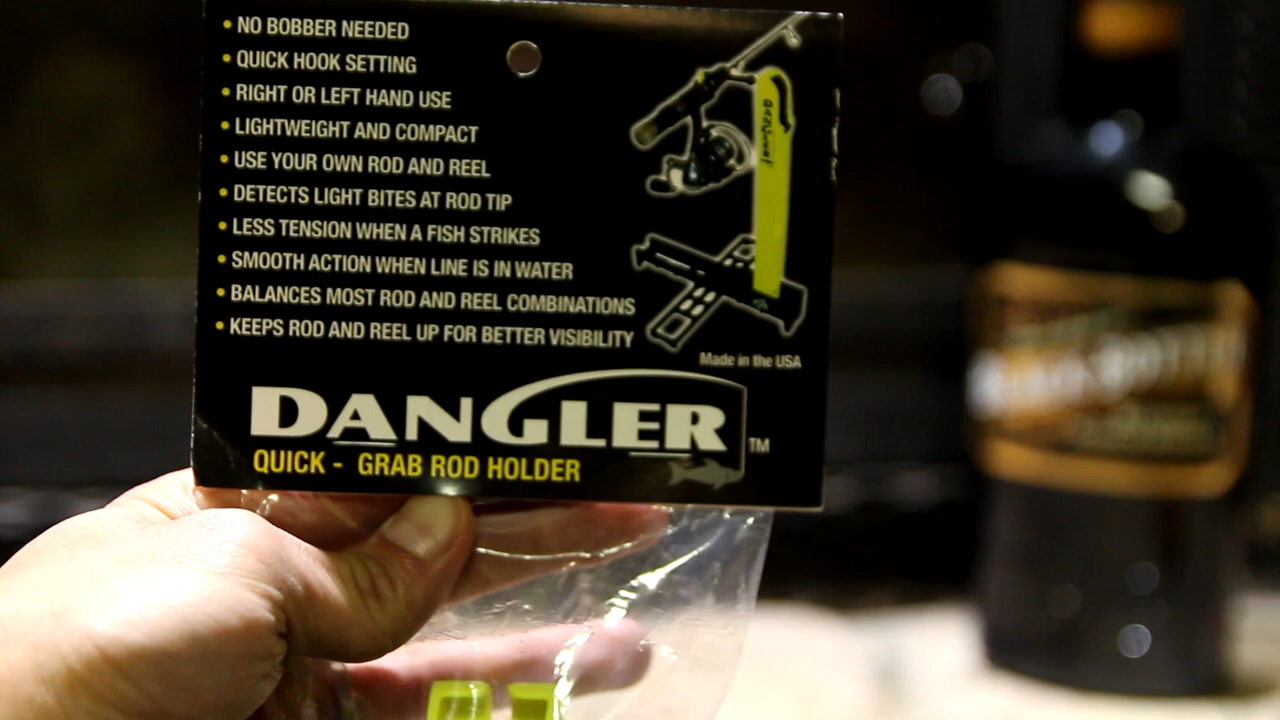 • NO BOBBER NEEDED
• QUICK HOOK SETTING
• RIGHT OR LEFT HAND USE
• LIGHTWEIGHT AND COMPACT
• USE YOUR OWN ROD AND REEL
• DETECTS LIGHT BITES AT ROD TIP
• LESS TENSION WHEN A FISH STRIKES
• SMOOTH ACTION WHEN LINE IS IN WATER
• BALANCES MOST ROD AND REEL COMBINATIONS
• KEEPS ROD AND REEL UP FOR BETTER VISIBILITY
DANGLER
Made in the USA
DANGLER TM
QUICK - GRAB ROD HOLDER